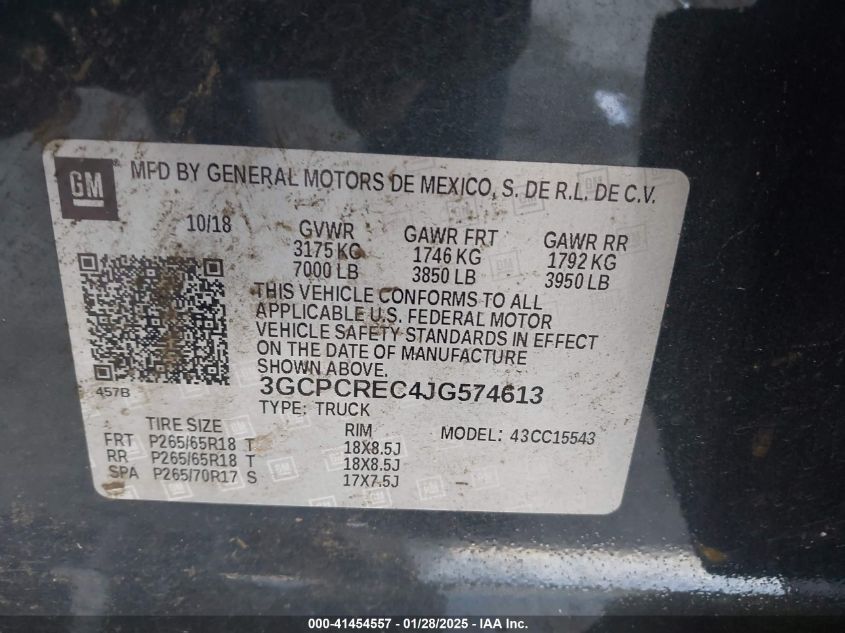 GM
MFD BY GENERAL MOTORS DE MEXICO, S. DE R.L. DE C.V.
10/18
GVWR GAWR FRT GAWR RR
3175 KG 1746 KG 1792 KG
7000 LB 3850 LB 3950 LB
THIS VEHICLE CONFORMS TO ALL
APPLICABLE U.S. FEDERAL MOTOR
VEHICLE SAFETY STANDARDS IN EFFECT
ON THE DATE OF MANUFACTURE
SHOWN ABOVE.
457B
3GCPCREC4JG574613
TYPE: TRUCK
TIRE SIZE RIM MODEL: 43CC15543
FRT P265/65R18 T 18X8.5J
RR P265/65R18 T 18X8.5J
SPA P265/70R17 S 17X7.5J
000-41454557 - 01/28/2025 - IAA Inc.